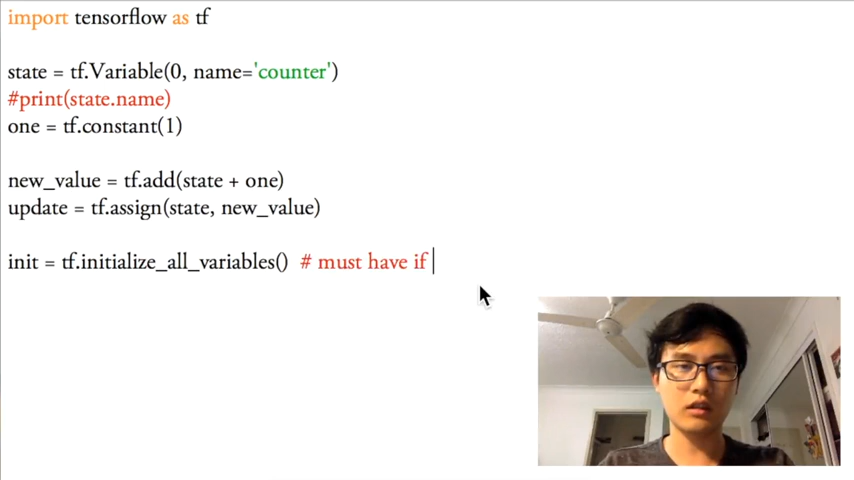 import tensorflow as tf
state = tf.Variable(0, name='counter')
#print(state.name)
one = tf.constant(1)
new_value = tf.add(state + one)
update = tf.assign(state, new_value)
init = tf.initialize_all_variables()  # must have if